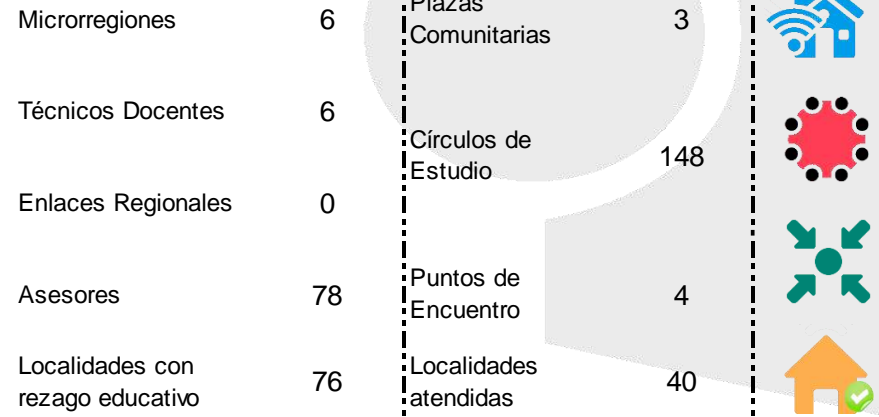 Microrregiones 6
Plazas
Comunitarias 3
Técnicos Docentes 6
Círculos de
Estudio 148
Enlaces Regionales 0
Asesores 78
Puntos de
Encuentro 4
Localidades con
rezago educativo 76
Localidades
atendidas 40